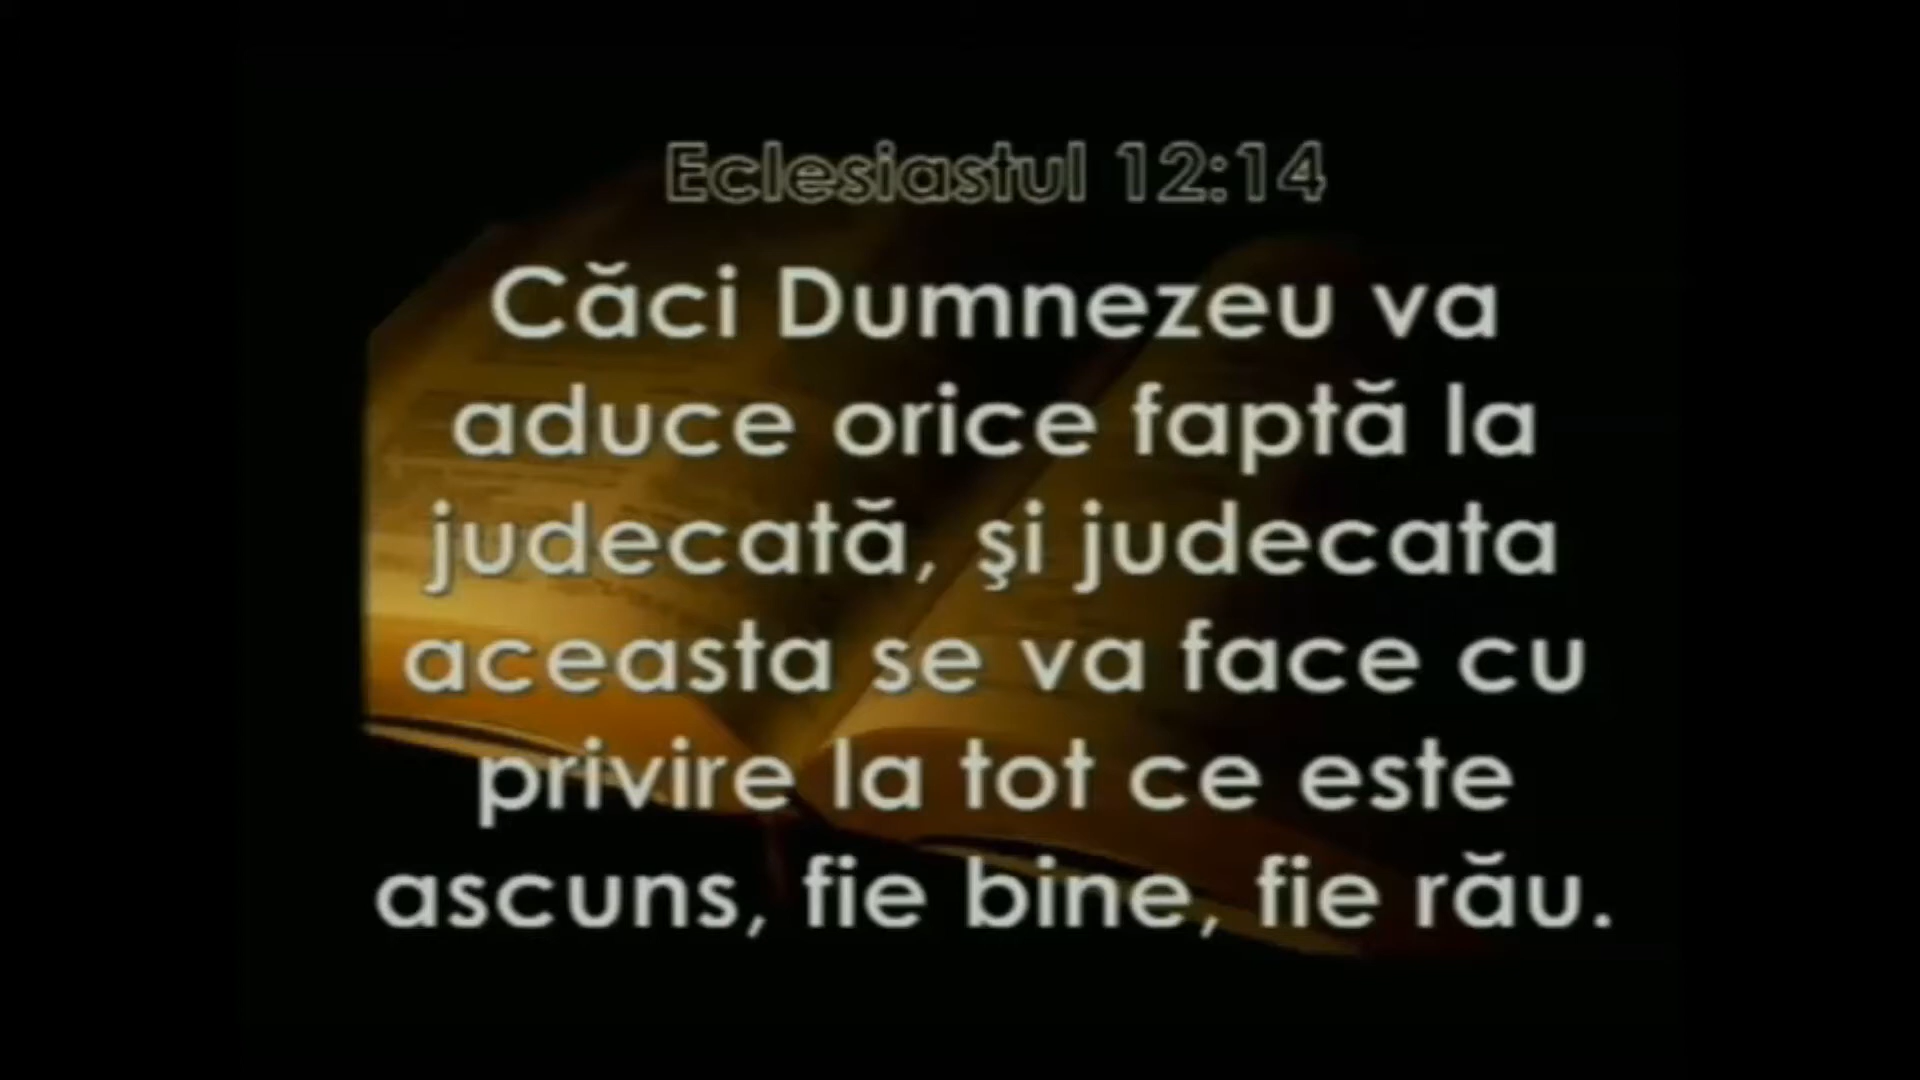 Eclesiastul 12:14
Căci Dumnezeu va
aduce orice faptă la
judecată, şi judecata
aceasta se va face cu
privire la tot ce este
ascuns, fie bine, fie rău.